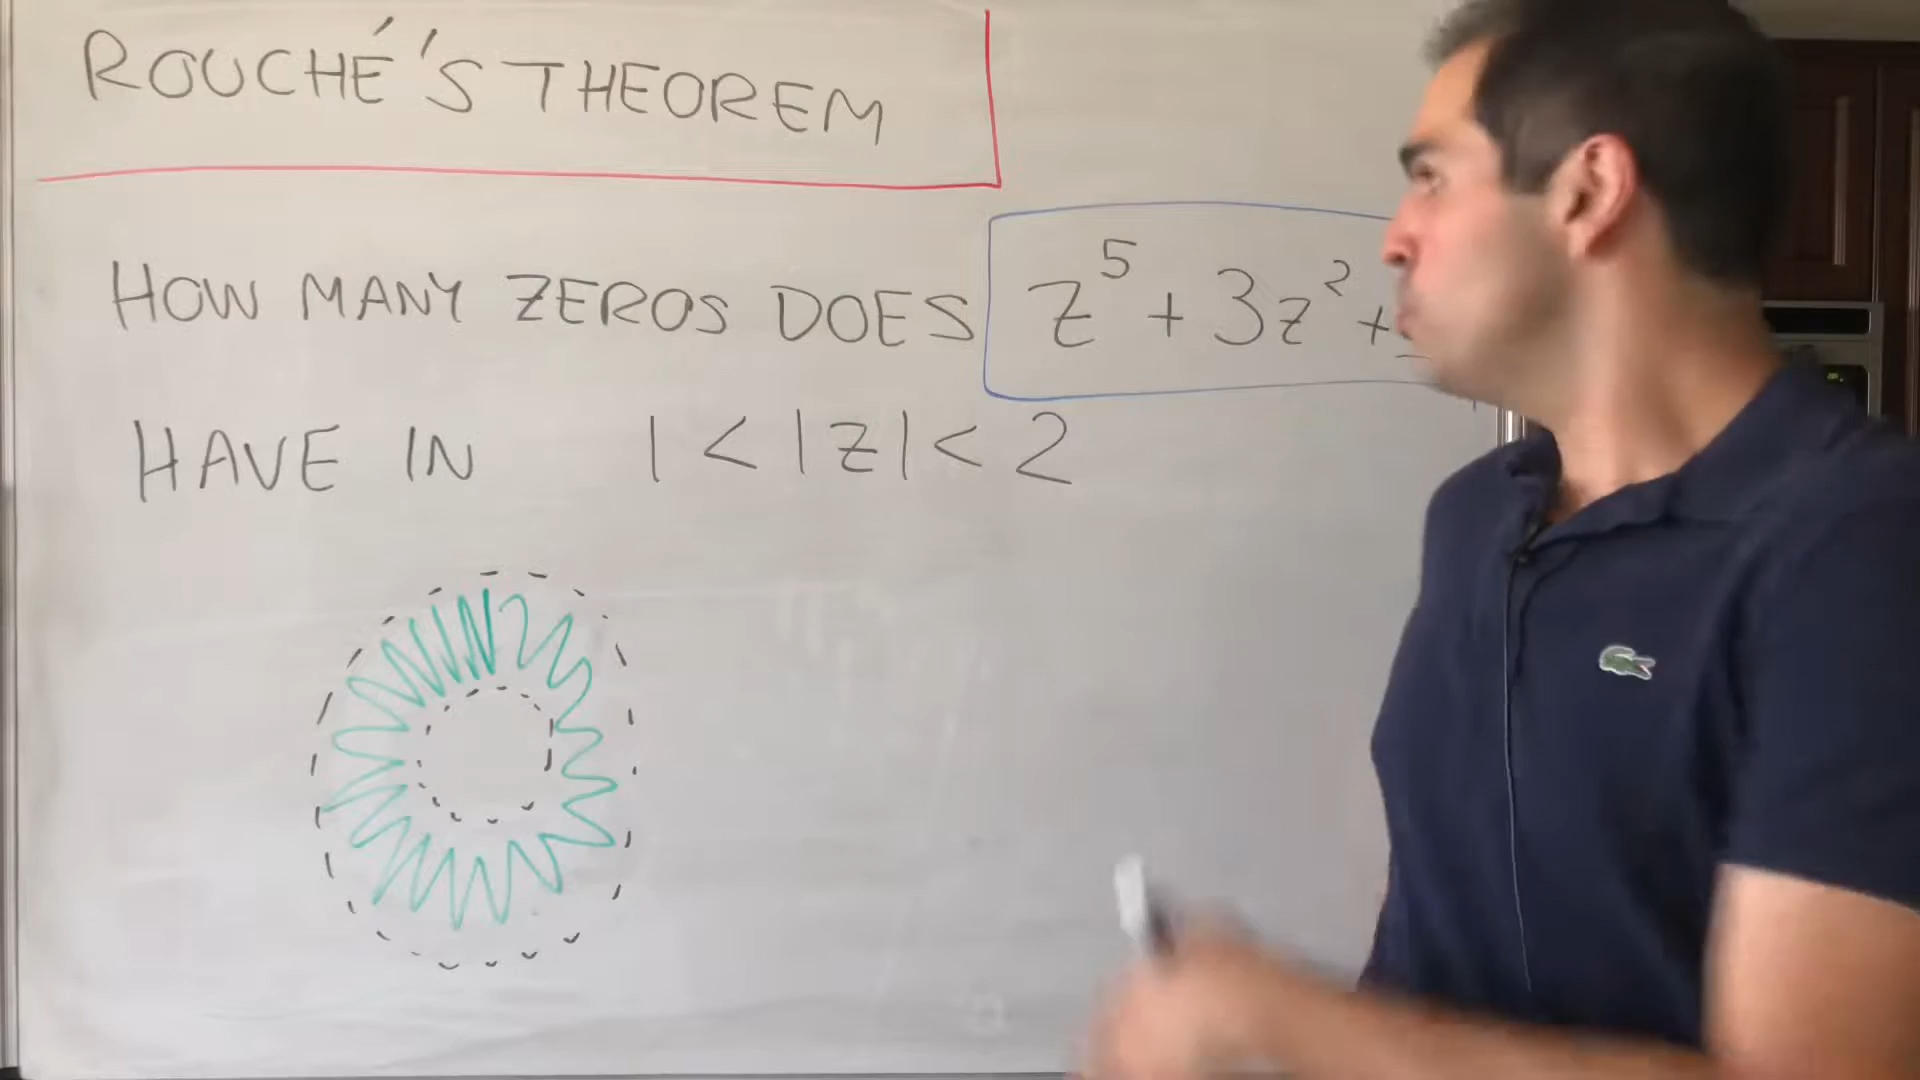 ROUCHÉ'S THEOREM
HOW MANY ZEROS DOES z⁵ + 3z² +
HAVE IN 1 < |z| < 2